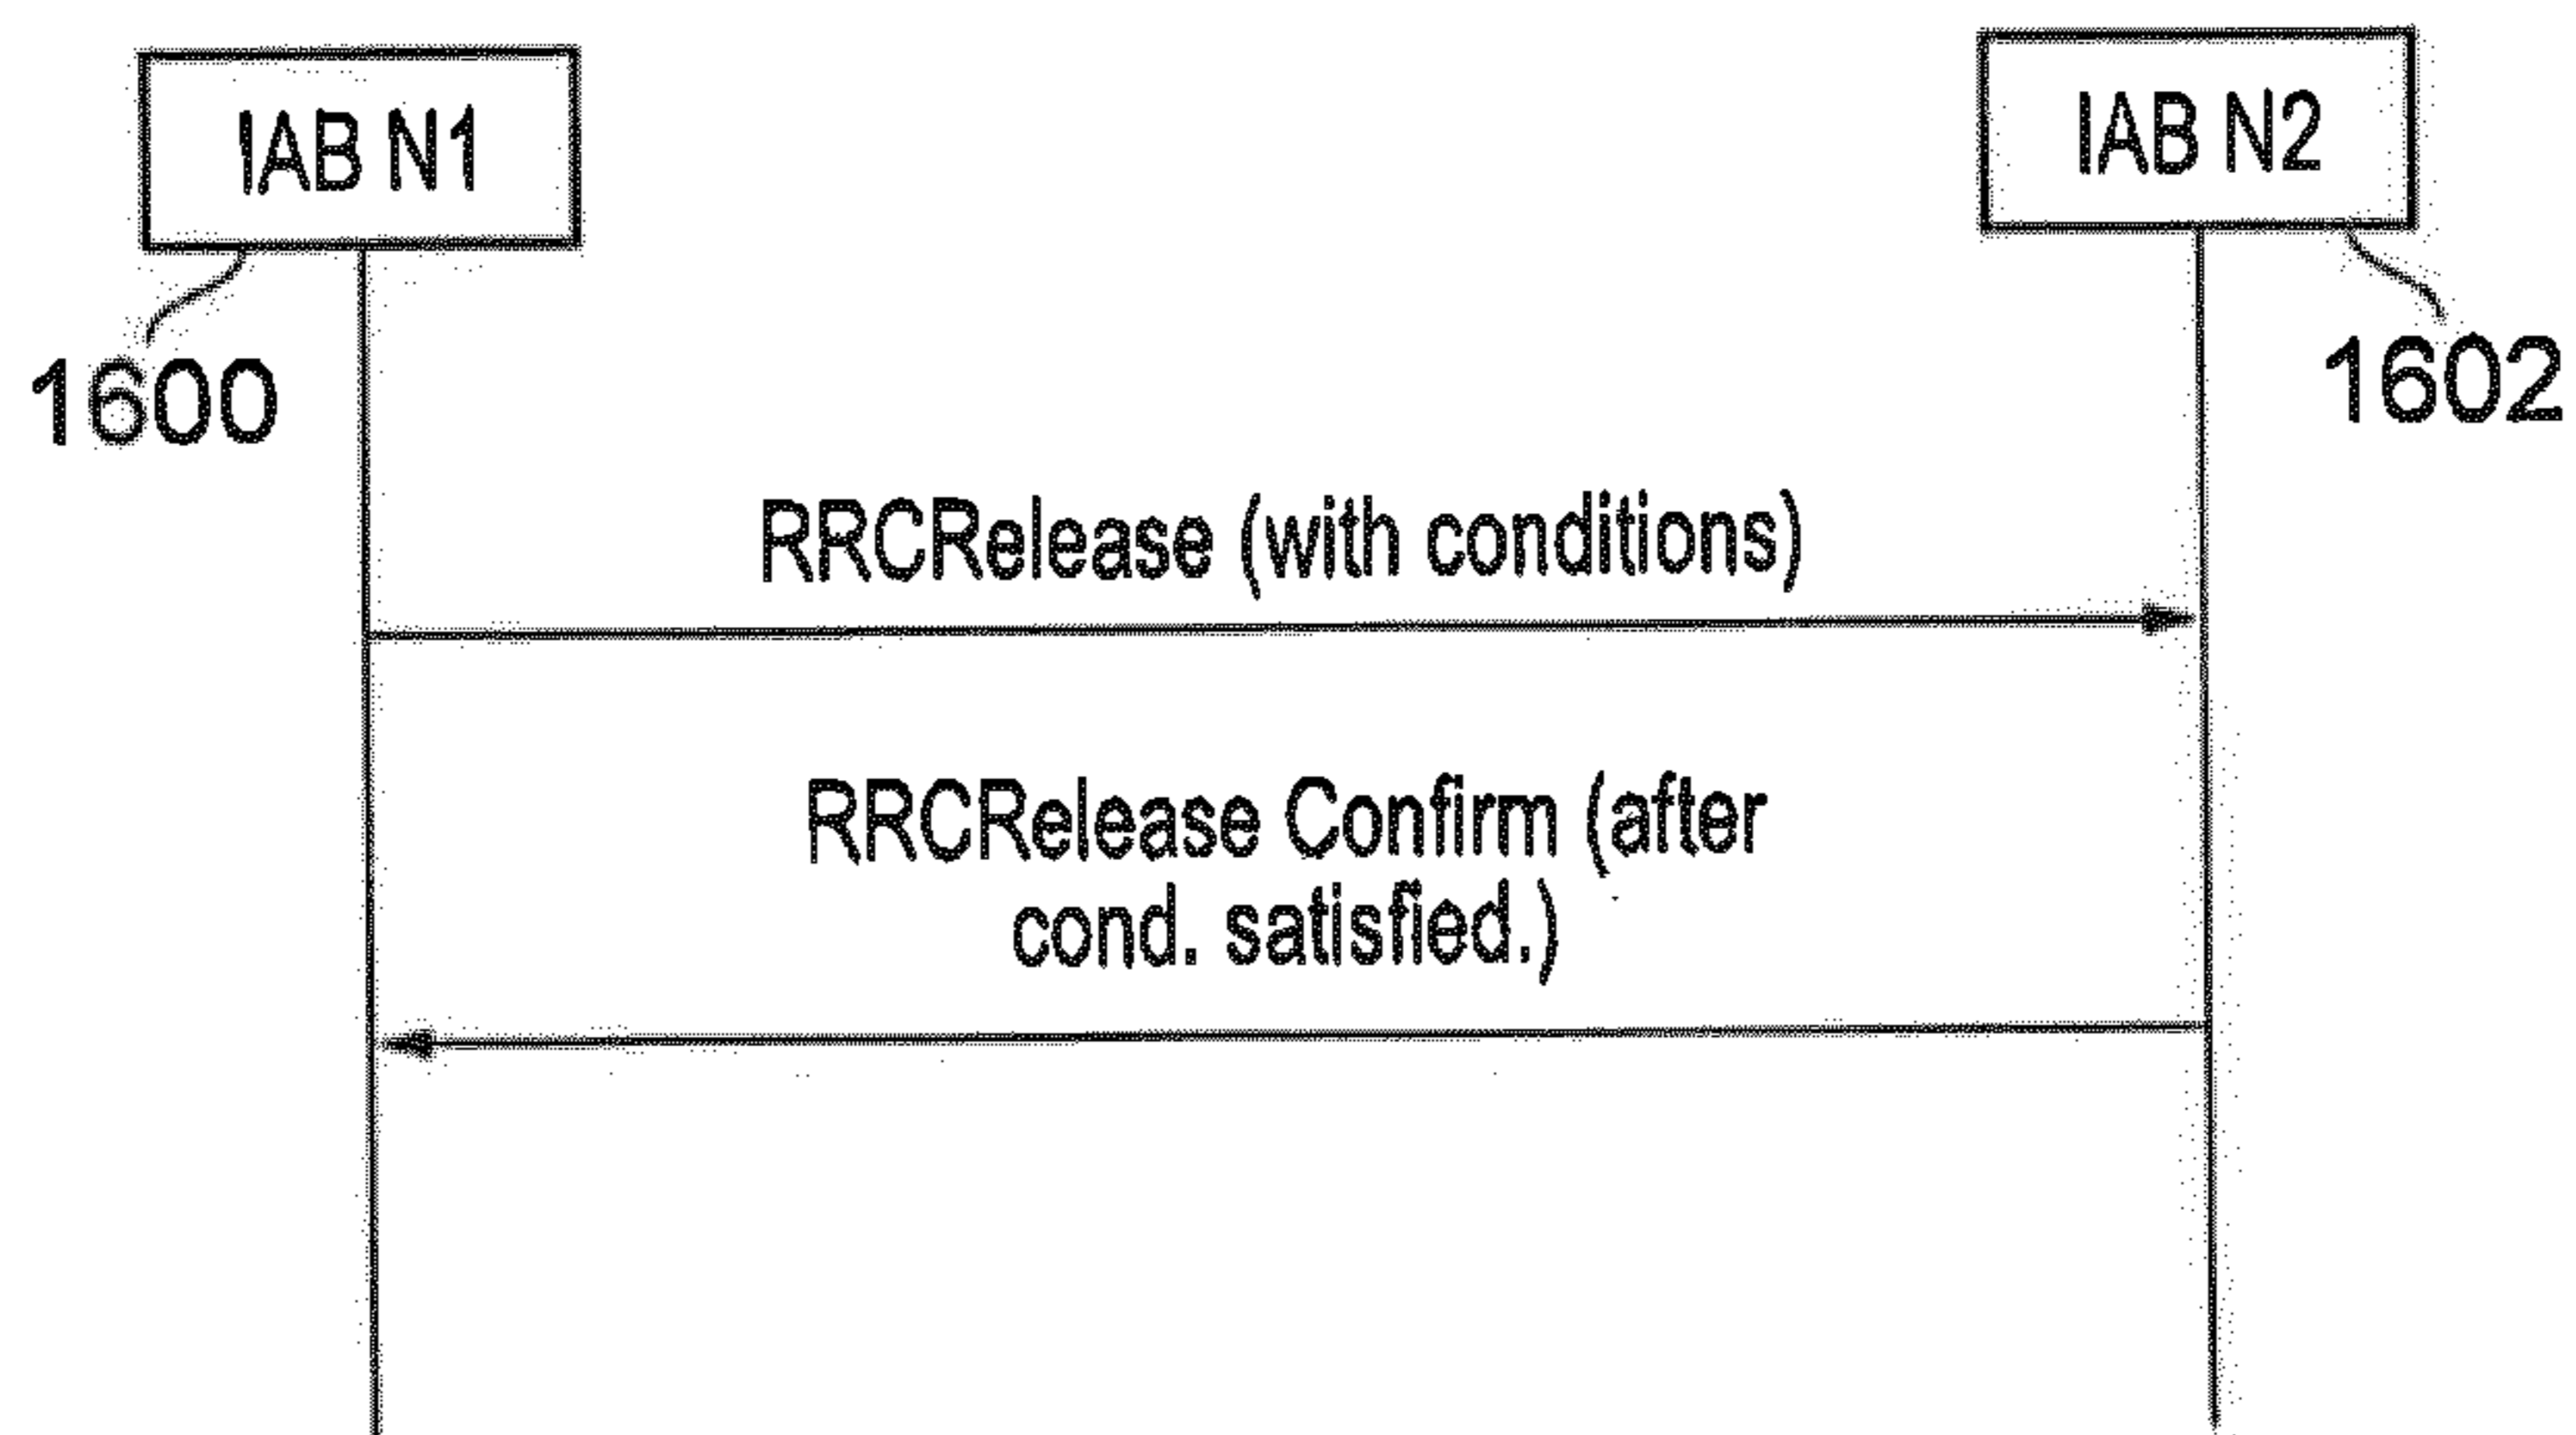 IAB N1
IAB N2
1600
1602
RRCRelease (with conditions)
RRCRelease Confirm (after
cond. satisfied.)